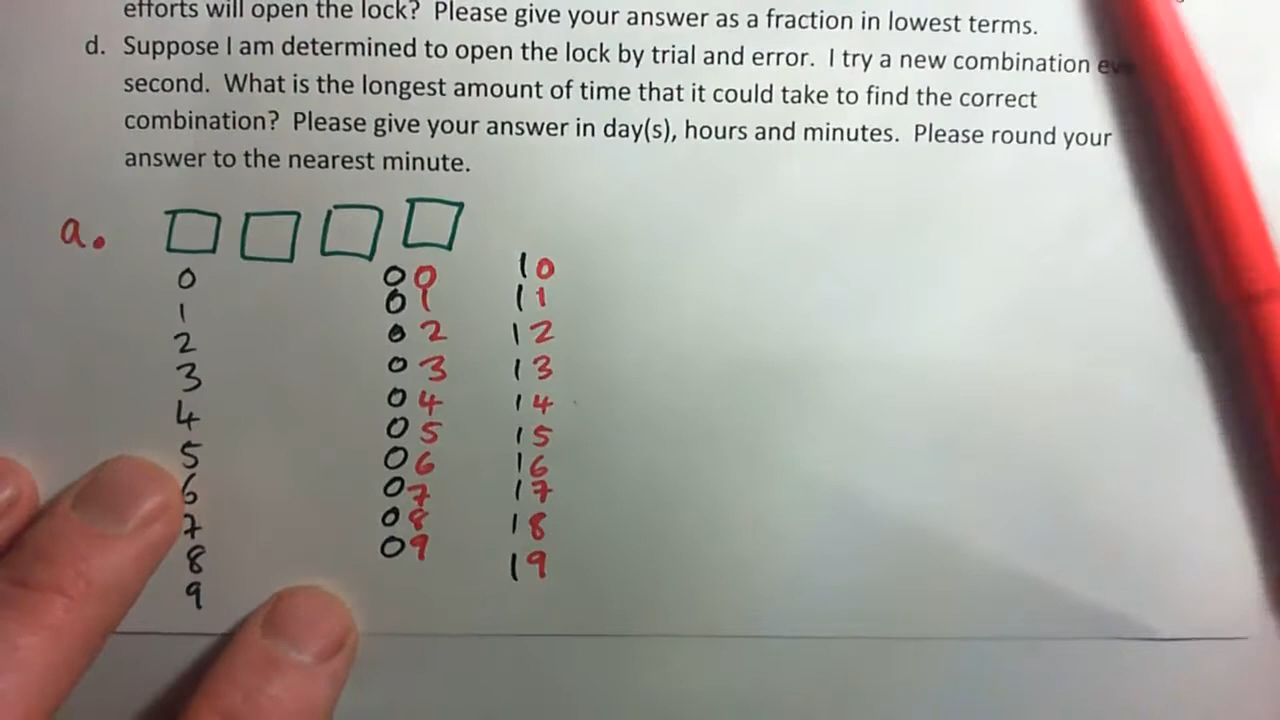 efforts will open the lock? Please give your answer as a fraction in lowest terms.
d. Suppose I am determined to open the lock by trial and error. I try a new combination
second. What is the longest amount of time that it could take to find the correct
combination? Please give your answer in day(s), hours and minutes. Please round your
answer to the nearest minute.
a.
0 00 10
1 01 11
2 02 12
3 03 13
4 04 14
5 05 15
6 06 16
7 07 17
8 08 18
9 09 19